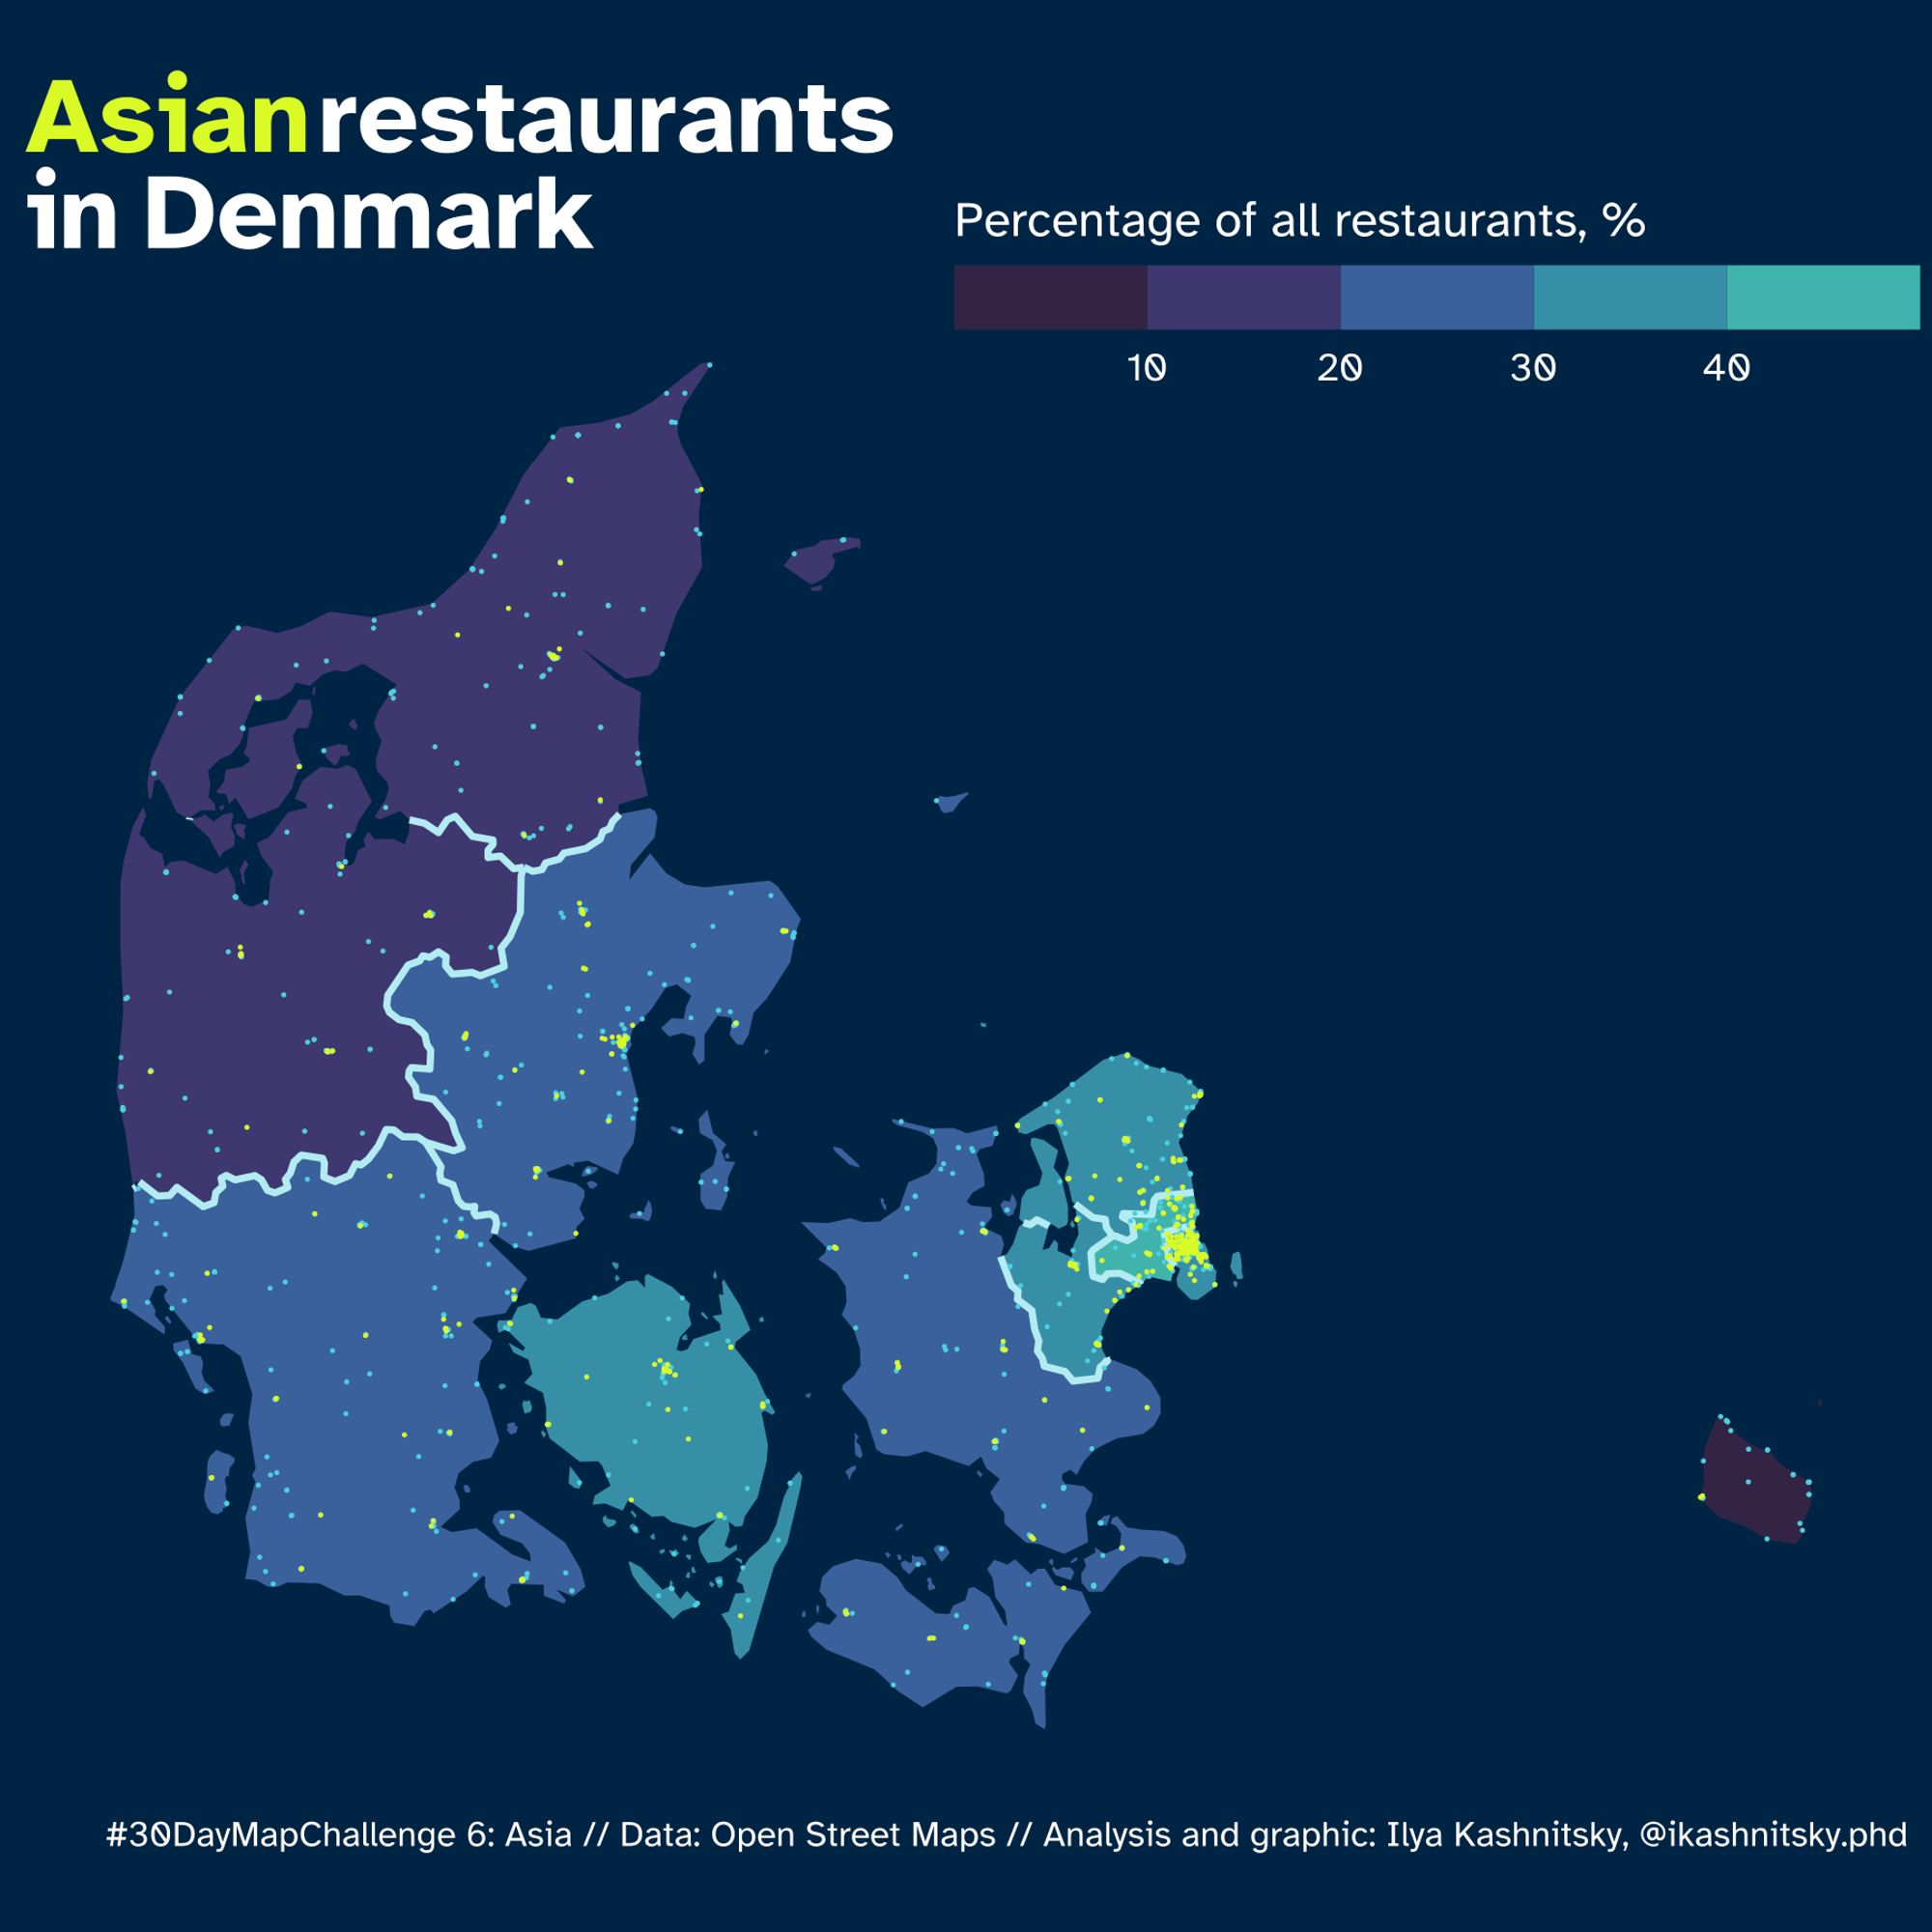 Asian restaurants
in Denmark
Percentage of all restaurants, %
10 20 30 40
#30DayMapChallenge 6: Asia // Data: Open Street Maps // Analysis and graphic: Ilya Kashnitsky, @ikashnitsky.phd